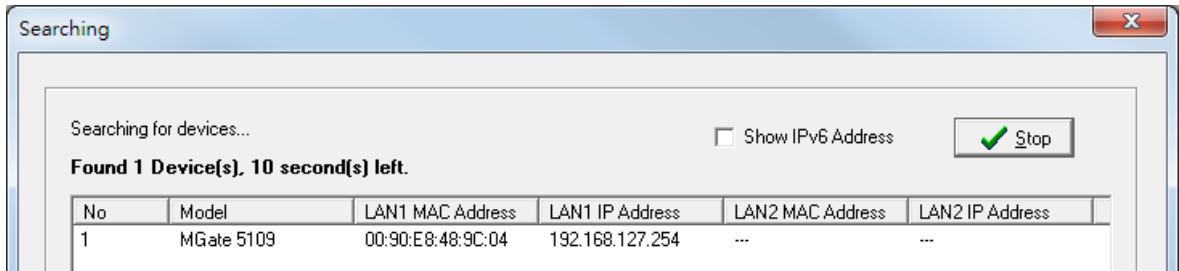 Searching
Searching for devices...
Show IPv6 Address
Stop
Found 1 Device(s), 10 second(s) left.
No Model LAN1 MAC Address LAN1 IP Address LAN2 MAC Address LAN2 IP Address
1 MGate 5109 00:90:E8:48:9C:04 192.168.127.254 --- ---